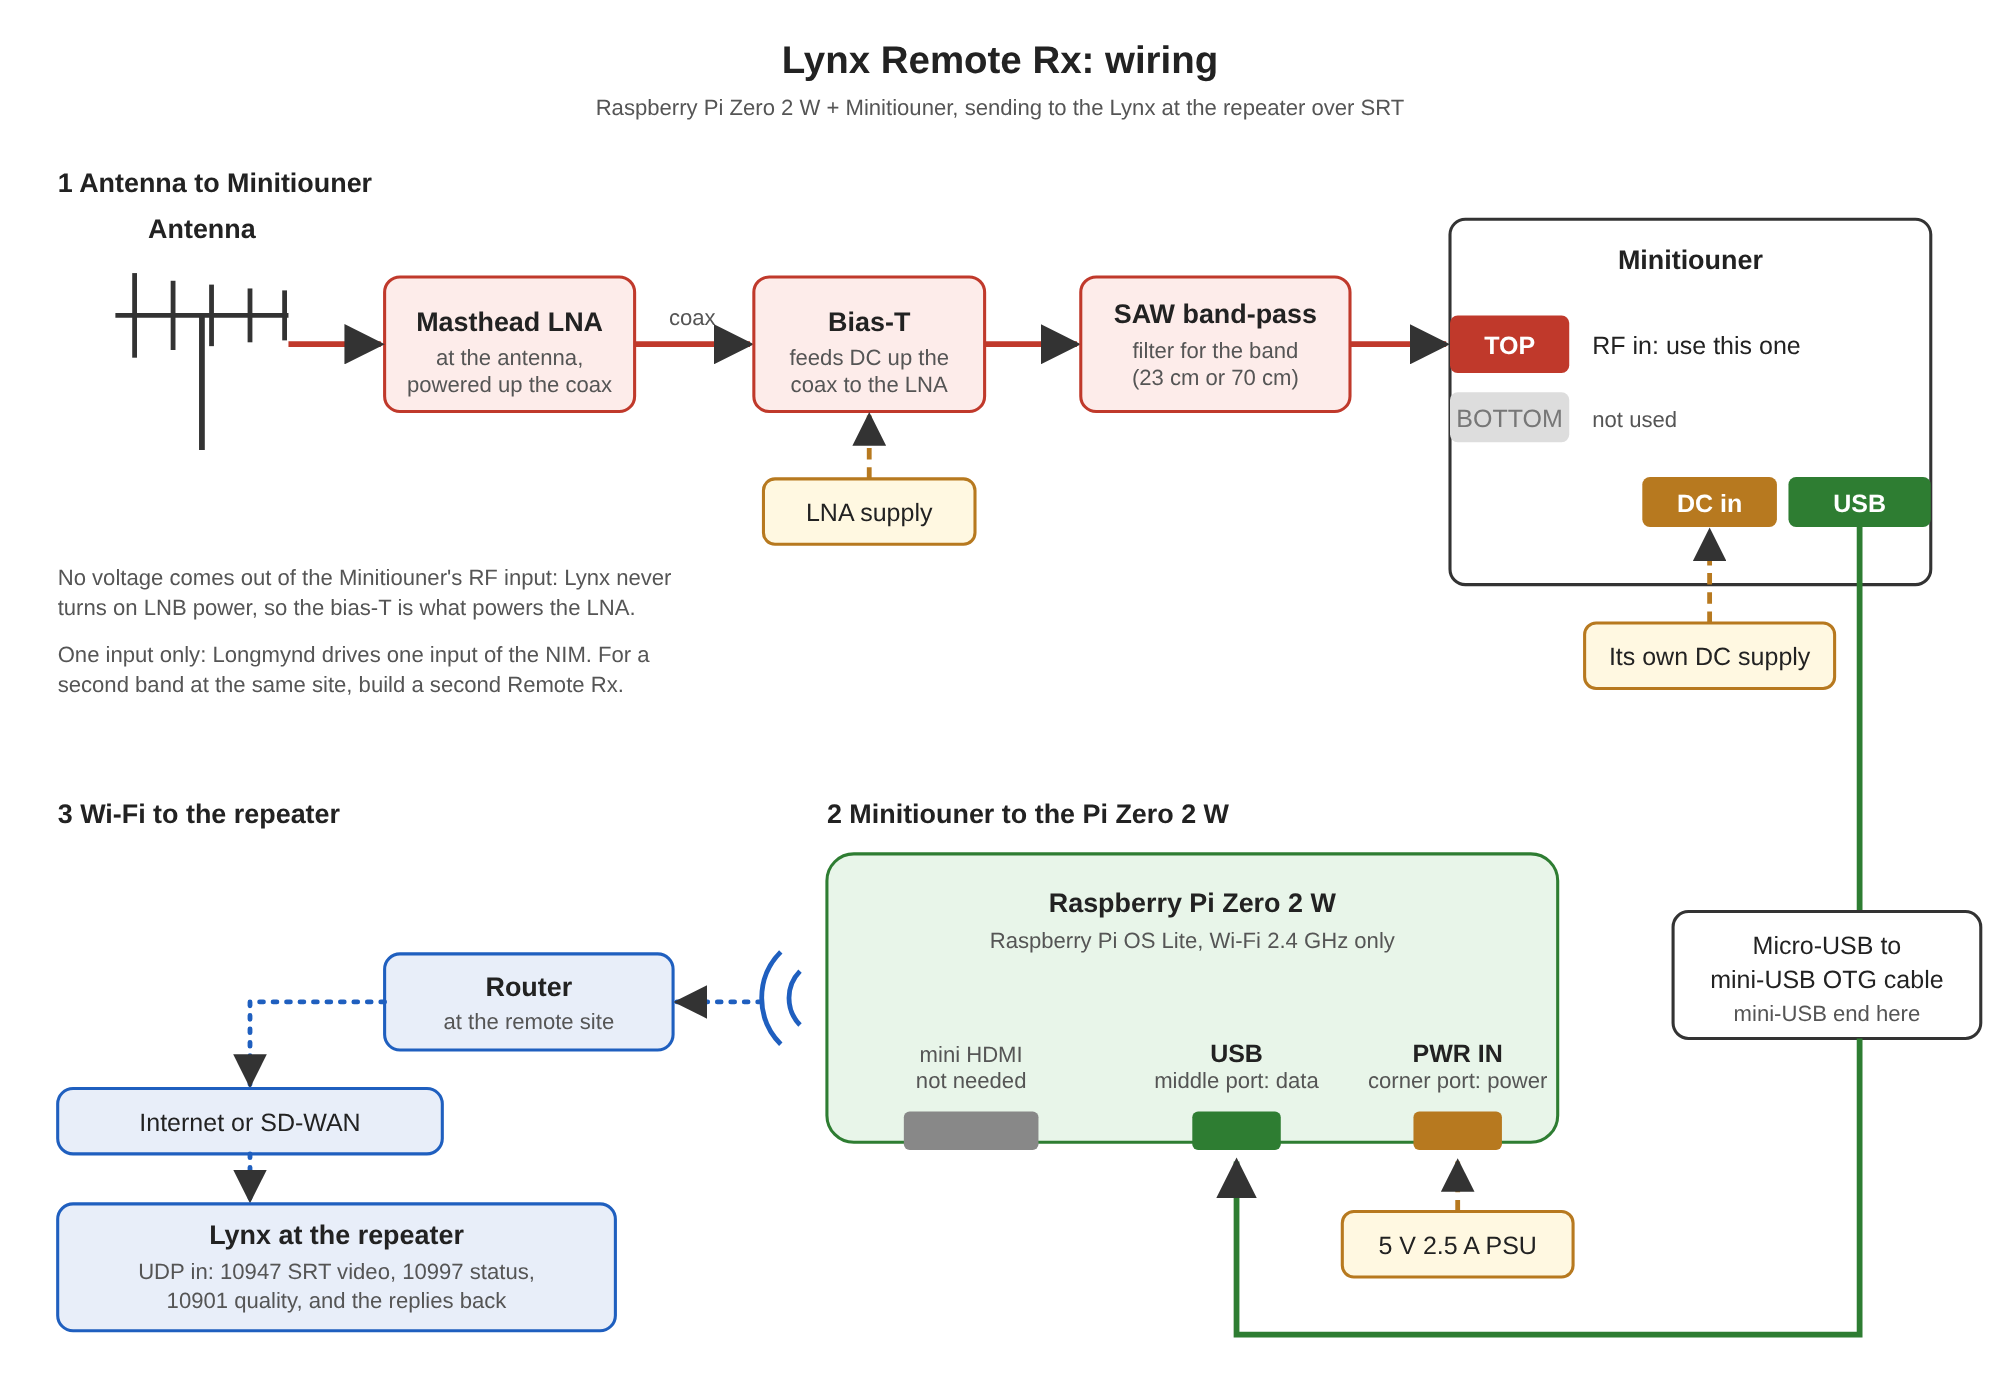 Lynx Remote Rx: wiring
Raspberry Pi Zero 2 W + Minitiouner, sending to the Lynx at the repeater over SRT
1 Antenna to Minitiouner
Antenna
Masthead LNA
at the antenna,
powered up the coax
coax
Bias-T
feeds DC up the
coax to the LNA
LNA supply
SAW band-pass
filter for the band
(23 cm or 70 cm)
Minitiouner
TOP
RF in: use this one
BOTTOM
not used
DC in
USB
Its own DC supply
No voltage comes out of the Minitiouner's RF input: Lynx never
turns on LNB power, so the bias-T is what powers the LNA.
One input only: Longmynd drives one input of the NIM. For a
second band at the same site, build a second Remote Rx.
3 Wi-Fi to the repeater
2 Minitiouner to the Pi Zero 2 W
Raspberry Pi Zero 2 W
Raspberry Pi OS Lite, Wi-Fi 2.4 GHz only
mini HDMI
not needed
USB
middle port: data
PWR IN
corner port: power
5 V 2.5 A PSU
Micro-USB to
mini-USB OTG cable
mini-USB end here
Router
at the remote site
Internet or SD-WAN
Lynx at the repeater
UDP in: 10947 SRT video, 10997 status,
10901 quality, and the replies back